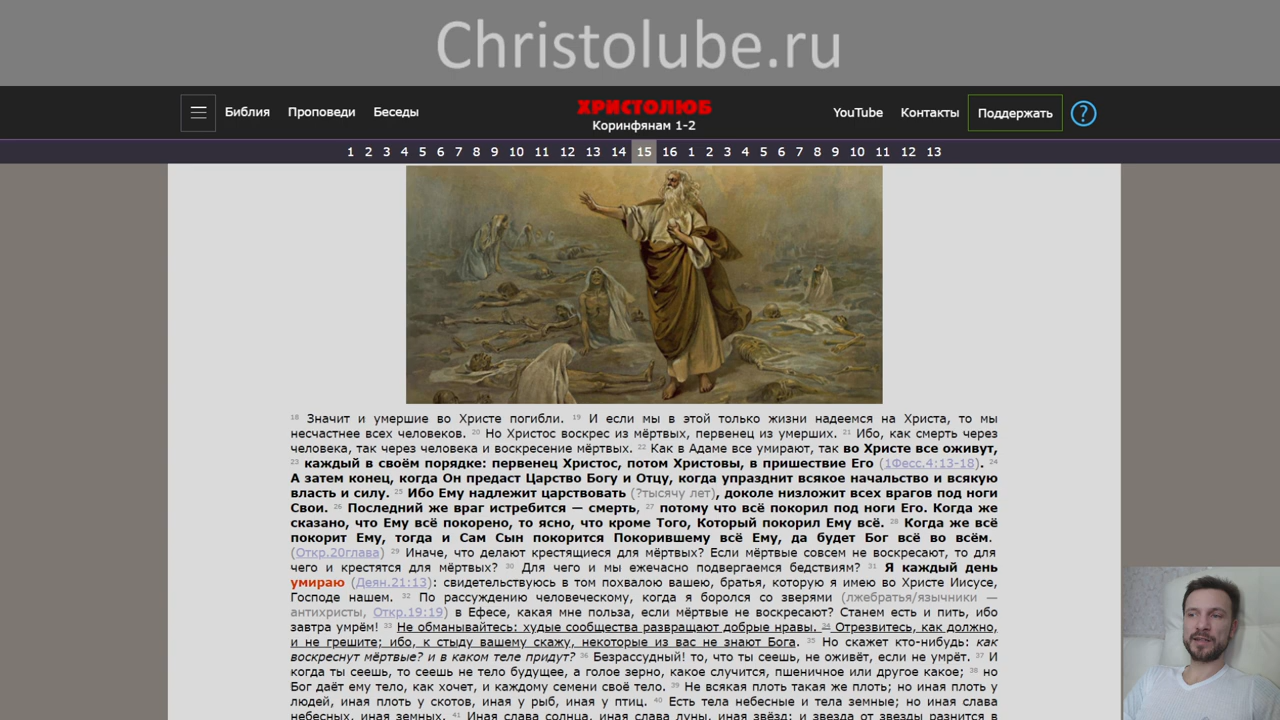 Christolube.ru
Библия Проповеди Беседы ХРИСТОЛЮБ YouTube Контакты Поддержать ?
Коринфянам 1-2
1 2 3 4 5 6 7 8 9 10 11 12 13 14 15 16 1 2 3 4 5 6 7 8 9 10 11 12 13
18 Значит и умершие во Христе погибли. 19 И если мы в этой только жизни надеемся на Христа, то мы
несчастнее всех человеков. 20 Но Христос воскрес из мёртвых, первенец из умерших. 21 Ибо, как смерть через
человека, так через человека и воскресение мёртвых. 22 Как в Адаме все умирают, так во Христе все оживут,
23 каждый в своём порядке: первенец Христос, потом Христовы, в пришествие Его (1Фесс.4:13-18). 24
А затем конец, когда Он предаст Царство Богу и Отцу, когда упразднит всякое начальство и всякую
власть и силу. 25 Ибо Ему надлежит царствовать (?тысячу лет), доколе низложит всех врагов под ноги
Свои. 26 Последний же враг истребится — смерть, 27 потому что всё покорил под ноги Его. Когда же
сказано, что Ему всё покорено, то ясно, что кроме Того, Который покорил Ему всё. 28 Когда же всё
покорит Ему, тогда и Сам Сын покорится Покорившему всё Ему, да будет Бог всё во всём.
(Откр.20глава) 29 Иначе, что делают крестящиеся для мёртвых? Если мёртвые совсем не воскресают, то для
чего и крестятся для мёртвых? 30 Для чего и мы ежечасно подвергаемся бедствиям? 31 Я каждый день
умираю (Деян.21:13): свидетельствуюсь в том похвалою вашею, братья, которую я имею во Христе Иисусе,
Господе нашем. 32 По рассуждению человеческому, когда я боролся со зверями (лжебратья/язычники —
антихристы, Откр.19:19) в Ефесе, какая мне польза, если мёртвые не воскресают? Станем есть и пить, ибо
завтра умрём! 33 Не обманывайтесь: худые сообщества развращают добрые нравы. 34 Отрезвитесь, как должно,
и не грешите; ибо, к стыду вашему скажу, некоторые из вас не знают Бога. 35 Но скажет кто-нибудь: как
воскреснут мёртвые? и в каком теле придут? 36 Безрассудный! то, что ты сеешь, не оживёт, если не умрёт. 37 И
когда ты сеешь, то сеешь не тело будущее, а голое зерно, какое случится, пшеничное или другое какое; 38 но
Бог даёт ему тело, как хочет, и каждому семени своё тело. 39 Не всякая плоть такая же плоть; но иная плоть у
людей, иная плоть у скотов, иная у рыб, иная у птиц. 40 Есть тела небесные и тела земные; но иная слава
небесных, иная земных. 41 Иная слава солнца, иная слава луны, иная звёзд; и звезда от звезды разнится в